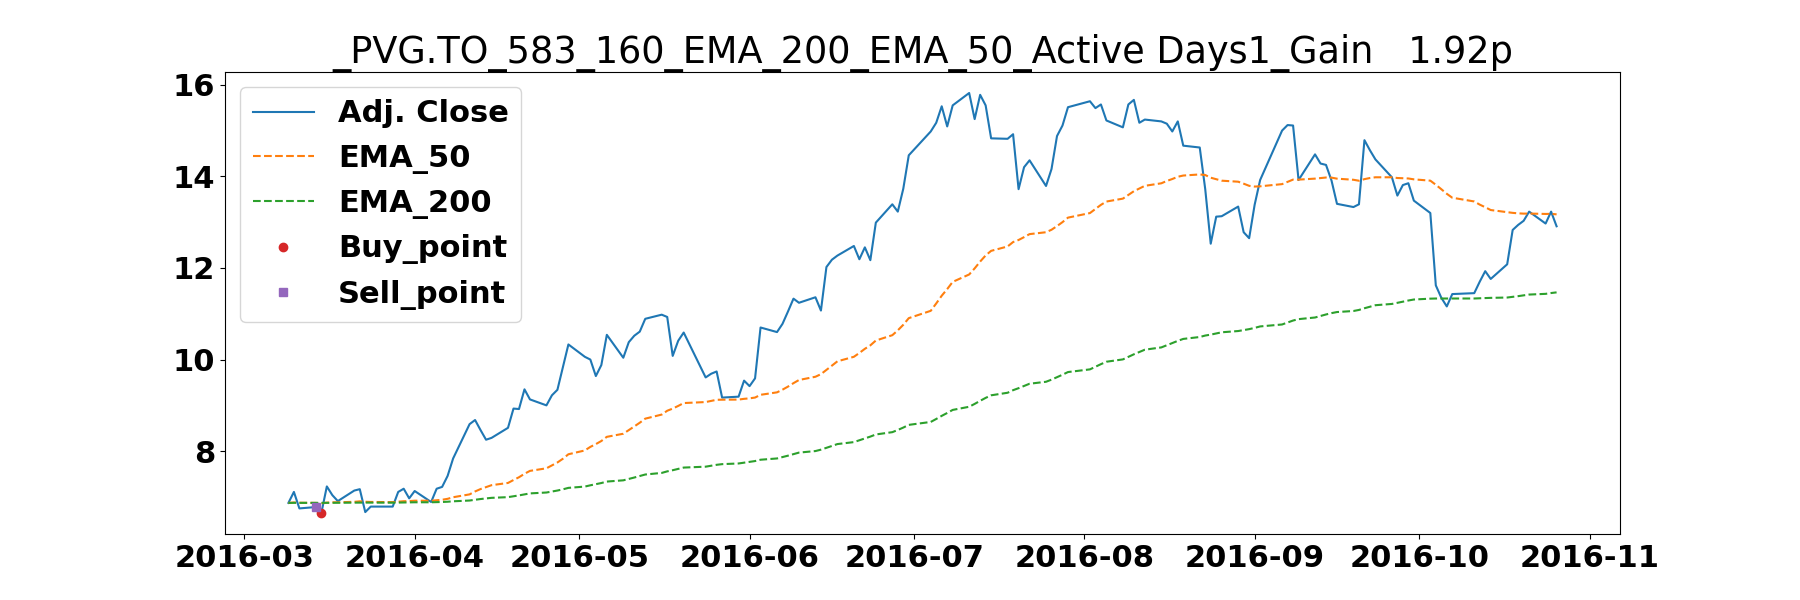 _PVG.TO_583_160_EMA_200_EMA_50_Active Days1_Gain   1.92p
16
14
12
10
8
Adj. Close
EMA_50
EMA_200
Buy_point
Sell_point
2016-03 2016-04 2016-05 2016-06 2016-07 2016-08 2016-09 2016-10 2016-11